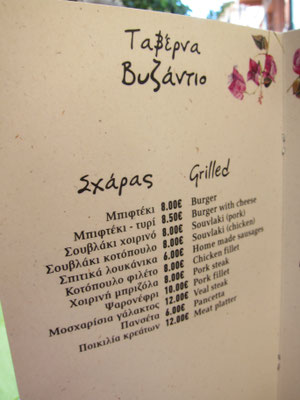 Ταβέρνα
Βυζάντιο
Σχάρας Grilled
Μπιφτέκι 8.00€ Burger
Μπιφτέκι - τυρί 8.50€ Burger with cheese
Σουβλάκι χοιρινό 8.00€ Souvlaki (pork)
Σουβλάκι κοτόπουλο 8.00€ Souvlaki (chicken)
Σπιτικά λουκάνικα 6.00€ Home made sausages
Κοτόπουλο φιλέτο 8.00€ Chicken fillet
Χοιρινή μπριζόλα 8.00€ Pork steak
Ψαρονέφρι 10.00€ Pork fillet
Μοσχαρίσια γάλακτος 12.00€ Veal steak
Πανσέτα 6.00€ Pancetta
Ποικιλία κρεάτων 12.00€ Meat platter